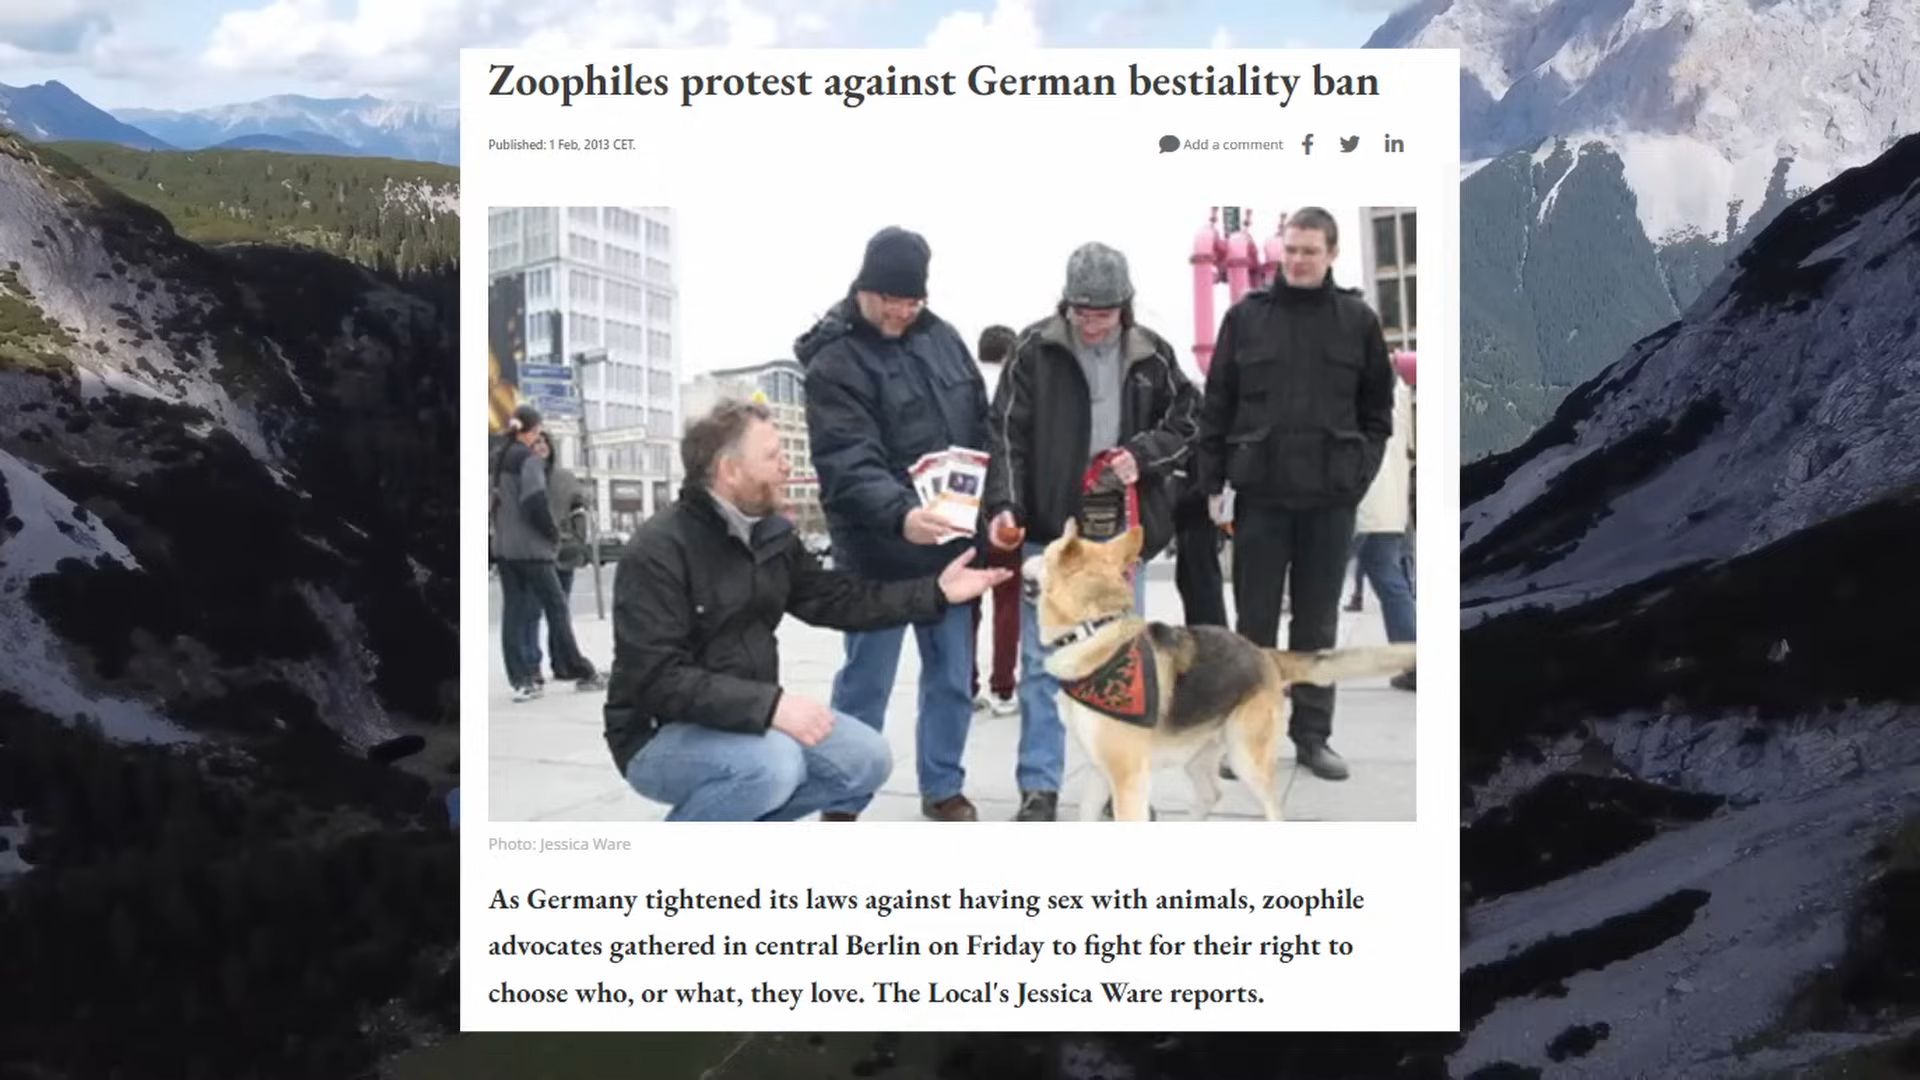 Zoophiles protest against German bestiality ban
Published: 1 Feb, 2013 CET.
Add a comment
Photo: Jessica Ware
As Germany tightened its laws against having sex with animals, zoophile
advocates gathered in central Berlin on Friday to fight for their right to
choose who, or what, they love. The Local's Jessica Ware reports.